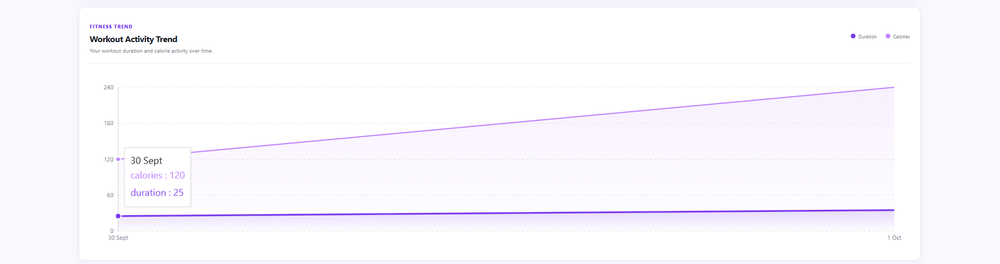 FITNESS TREND
Workout Activity Trend
Your workout duration and calorie activity over time.
Duration
Calories
240
180
120
60
0
30 Sept
calories : 120
duration : 25
30 Sept
1 Oct